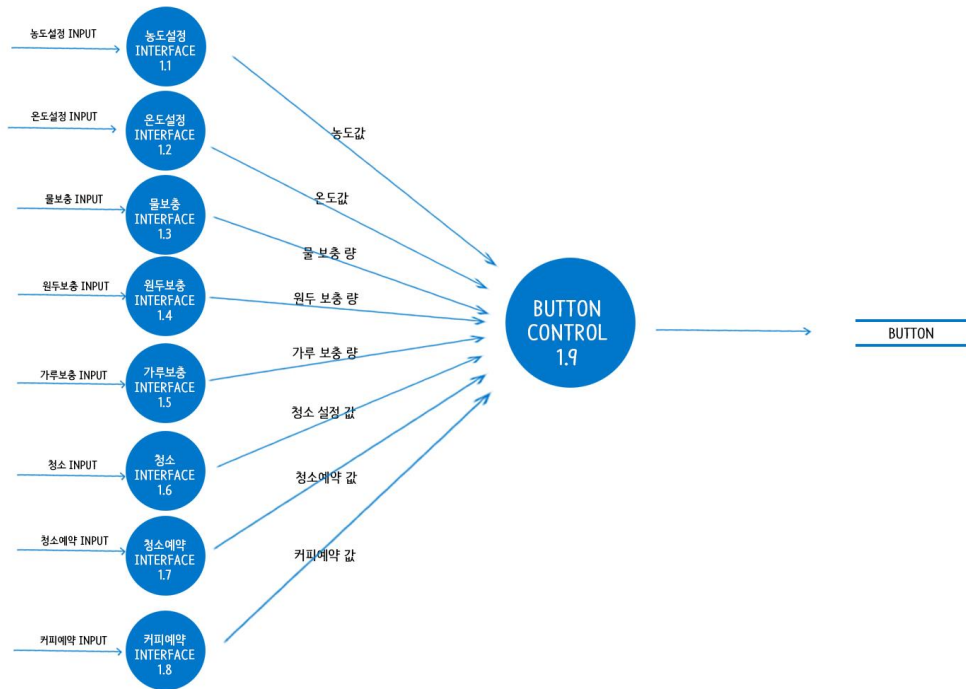 농도설정 INPUT
농도설정
INTERFACE
1.1
농도값
온도설정 INPUT
온도설정
INTERFACE
1.2
온도값
물보충 INPUT
물보충
INTERFACE
1.3
물 보충 량
원두보충 INPUT
원두보충
INTERFACE
1.4
원두 보충 량
BUTTON
CONTROL
1.9
BUTTON
가루보충 INPUT
가루보충
INTERFACE
1.5
가루 보충 량
청소 INPUT
청소
INTERFACE
1.6
청소 설정 값
청소예약 INPUT
청소예약
INTERFACE
1.7
청소예약 값
커피예약 INPUT
커피예약
INTERFACE
1.8
커피예약 값